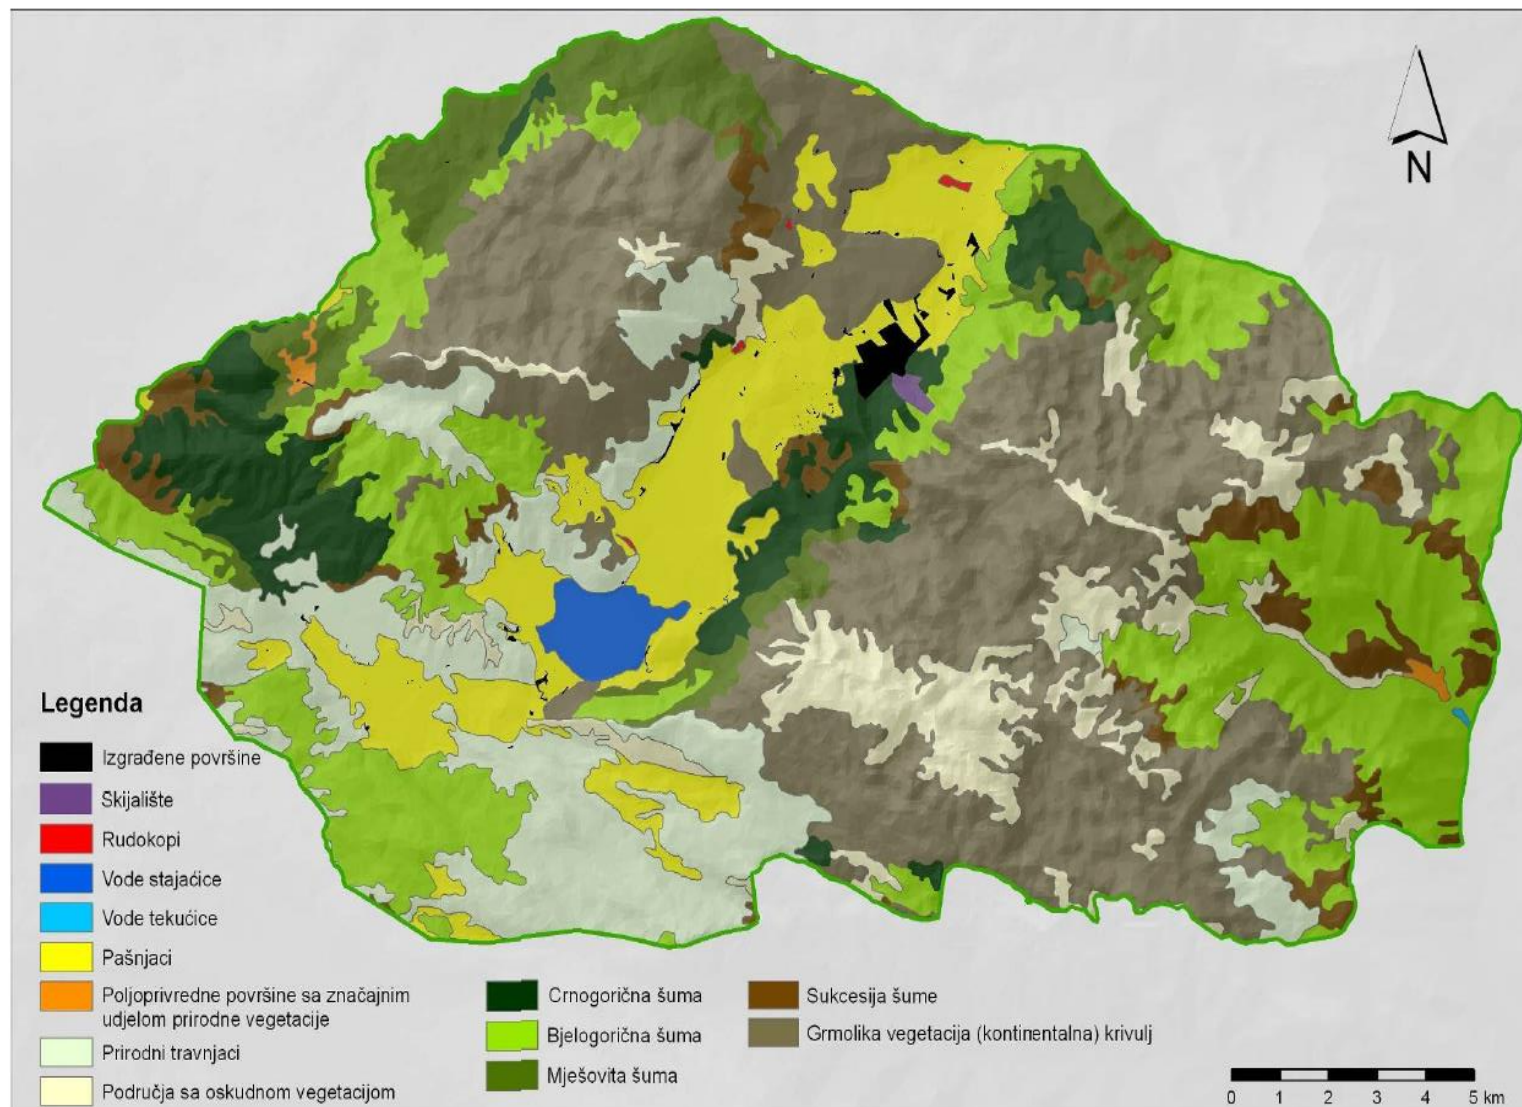 N
Legenda
Izgrađene površine
Skijalište
Rudokopi
Vode stajaćice
Vode tekućice
Pašnjaci
Poljoprivredne površine sa značajnim
udjelom prirodne vegetacije
Prirodni travnjaci
Područja sa oskudnom vegetacijom
Crnogorična šuma
Bjelogorična šuma
Mješovita šuma
Sukcesija šume
Grmolika vegetacija (kontinentalna) krivulj
0 1 2 3 4 5 km